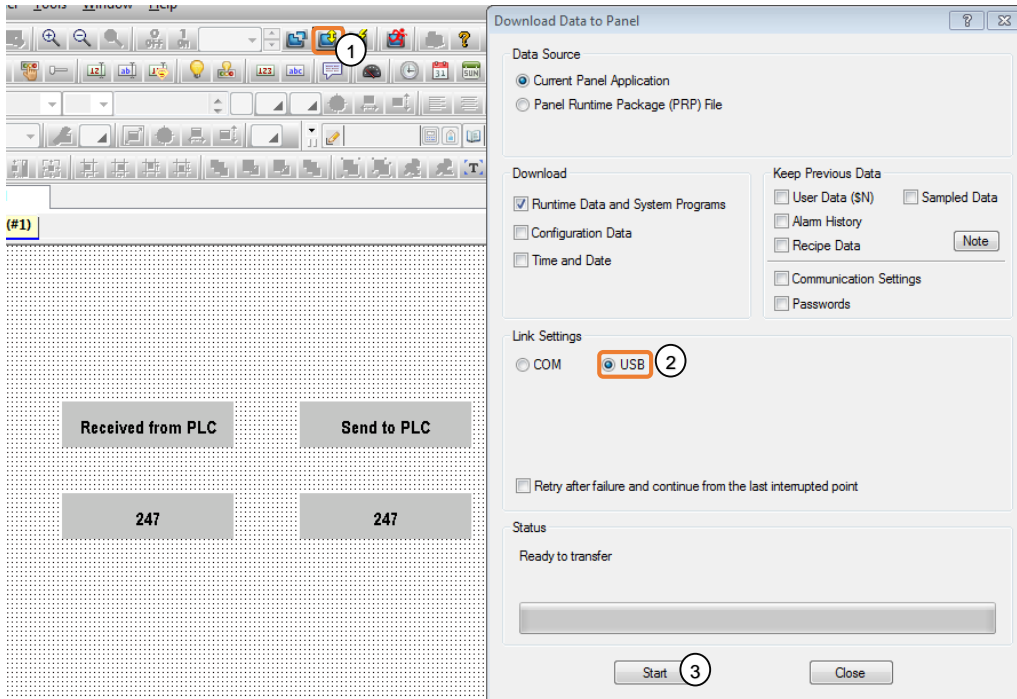 Tools Window Help
1
(#1)
Received from PLC Send to PLC
247 247
Download Data to Panel
Data Source
Current Panel Application
Panel Runtime Package (PRP) File
Download
Runtime Data and System Programs
Configuration Data
Time and Date
Keep Previous Data
User Data ($N) Sampled Data
Alarm History
Recipe Data Note
Communication Settings
Passwords
Link Settings
COM USB 2
Retry after failure and continue from the last interrupted point
Status
Ready to transfer
Start 3 Close